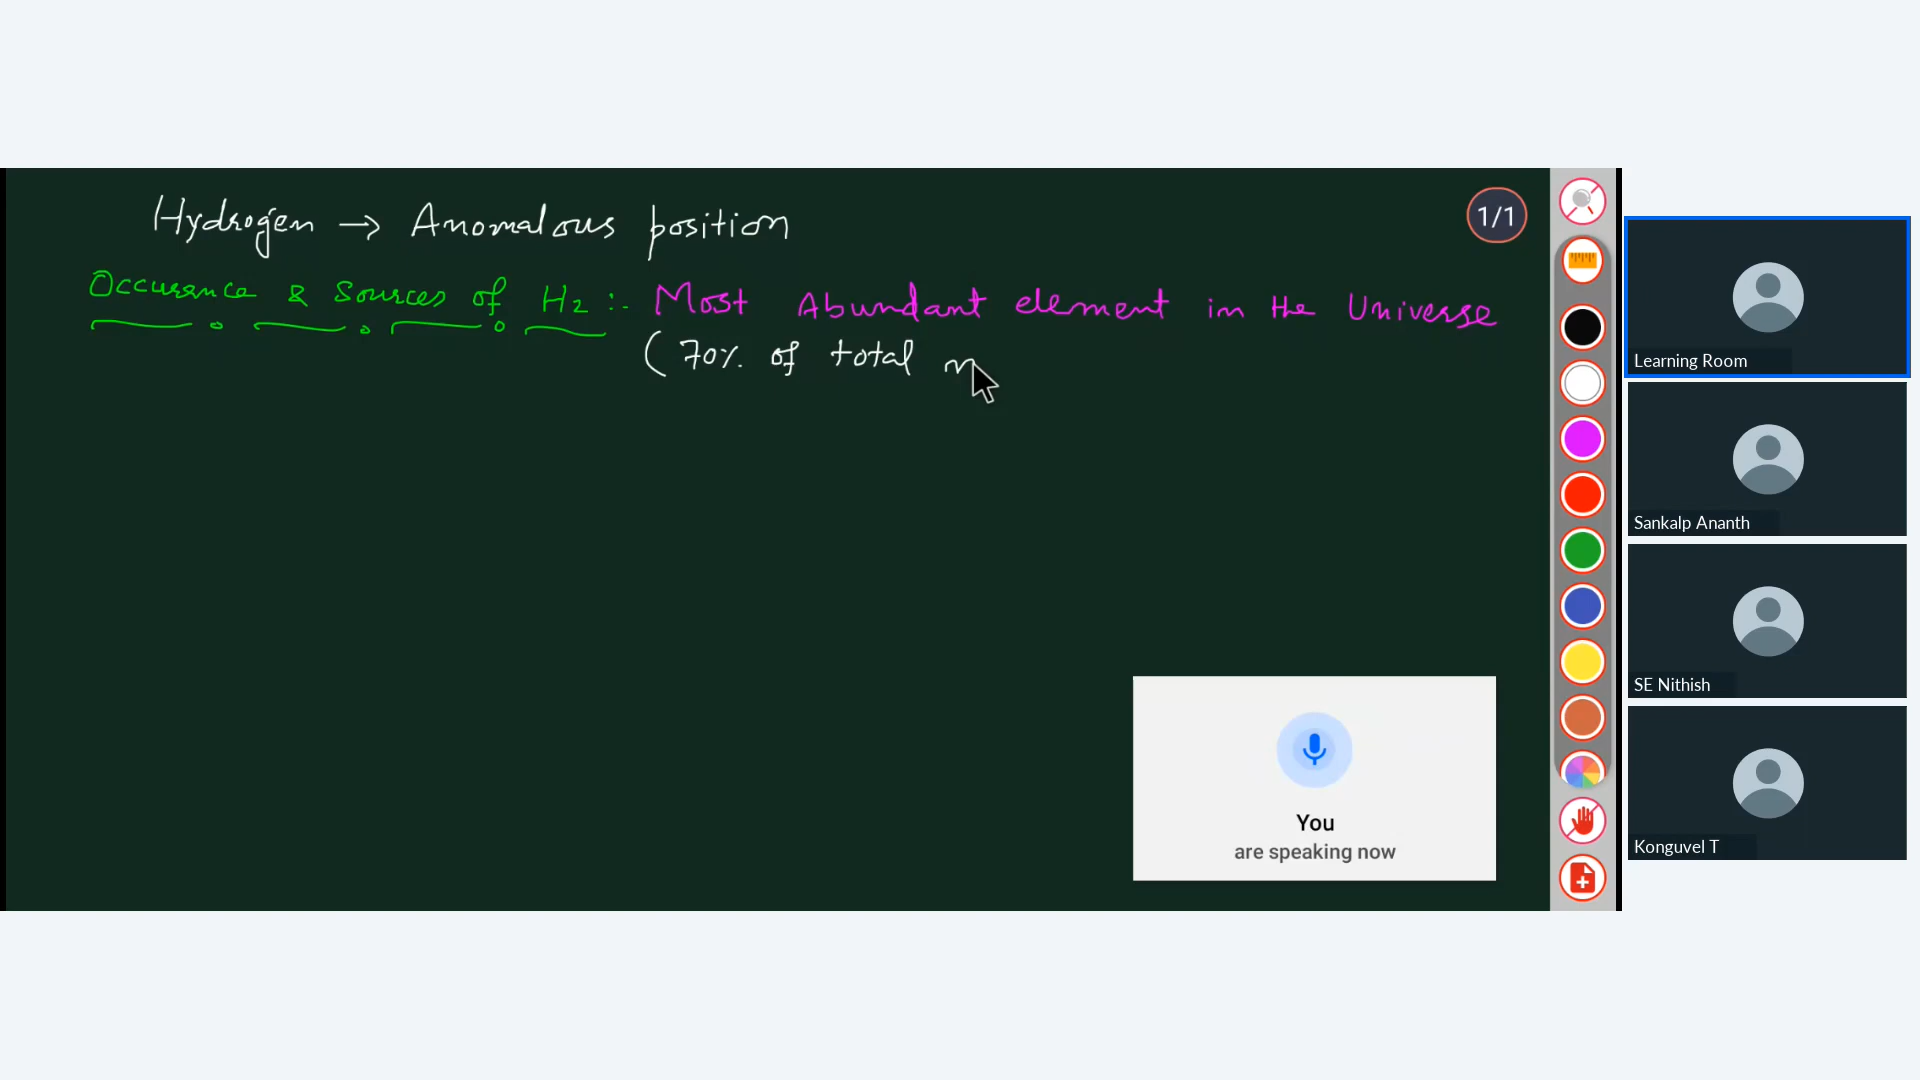 Hydrogen → Anomalous position
1/1
Occurence & Sources of H2 :- Most Abundant element in the Universe
(70% of total m
You
are speaking now
Learning Room
Sankalp Ananth
SE Nithish
Konguvel T